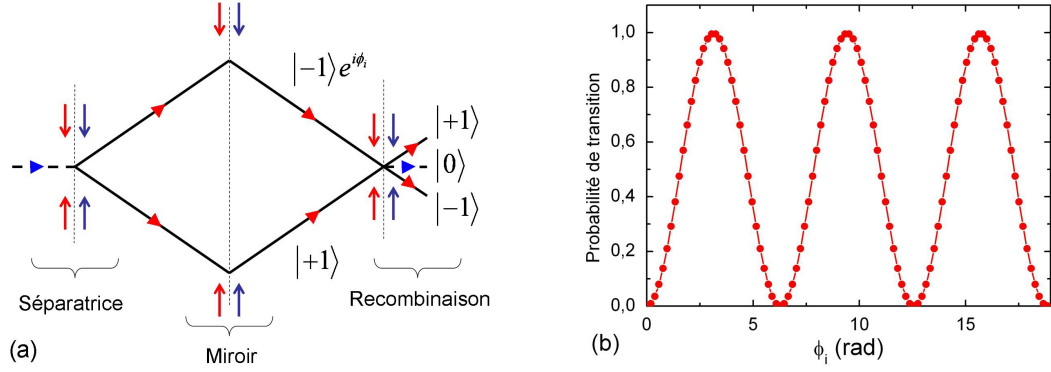 |−1⟩e^{iϕ_i}
|+1⟩
|0⟩
|−1⟩
|+1⟩
Séparatrice
Recombinaison
Miroir
(a)
Probabilité de transition
1,0
0,8
0,6
0,4
0,2
0,0
0
5
10
15
ϕ_i (rad)
(b)